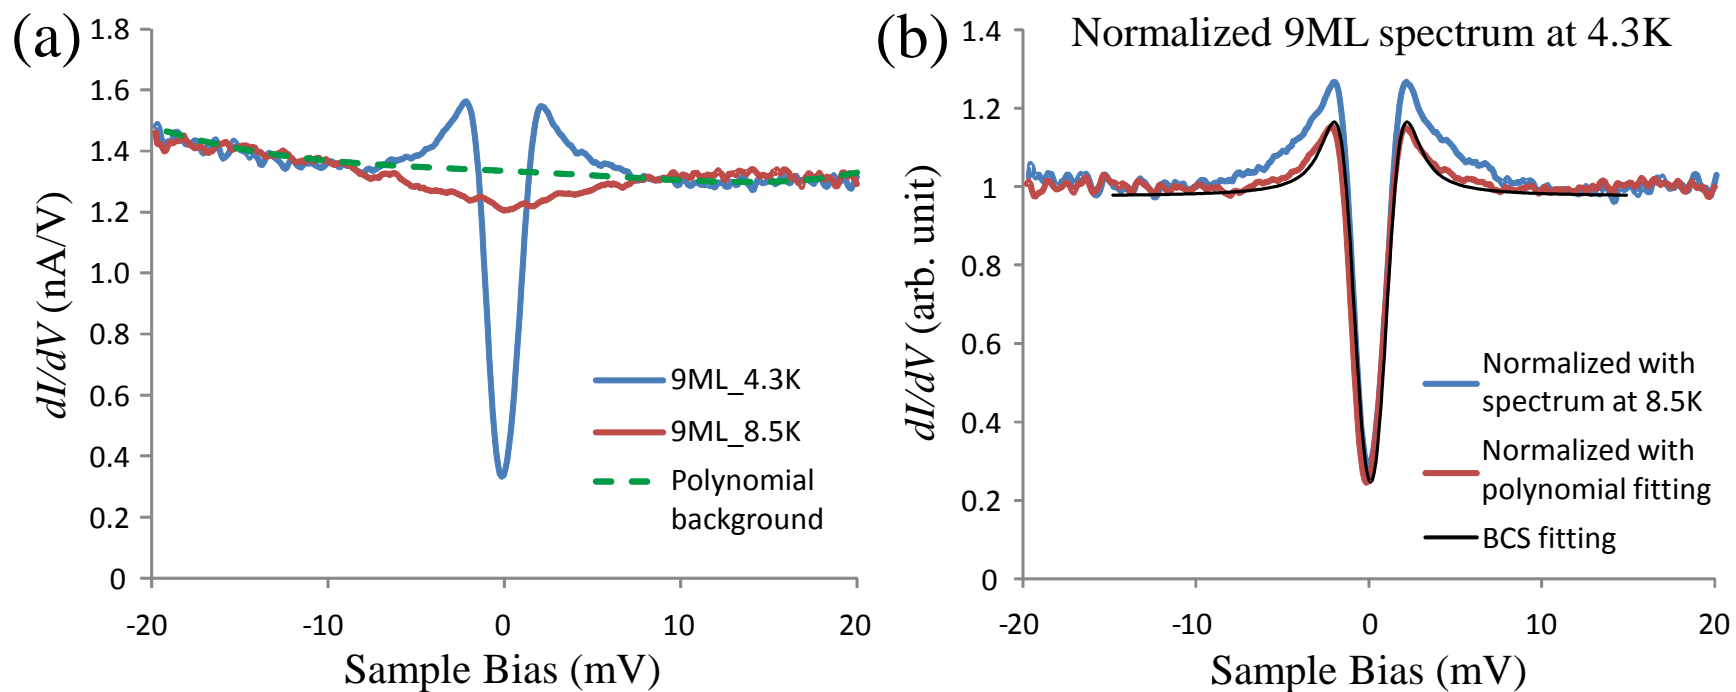 (a)
1.8
1.6
1.4
1.2
1.0
0.8
0.6
0.4
0.2
0
-20
-10
0
10
20
dI/dV (nA/V)
Sample Bias (mV)
9ML_4.3K
9ML_8.5K
Polynomial
background
(b)
Normalized 9ML spectrum at 4.3K
1.4
1.2
1
0.8
0.6
0.4
0.2
0
-20
-10
0
10
20
dI/dV (arb. unit)
Sample Bias (mV)
Normalized with
spectrum at 8.5K
Normalized with
polynomial fitting
BCS fitting